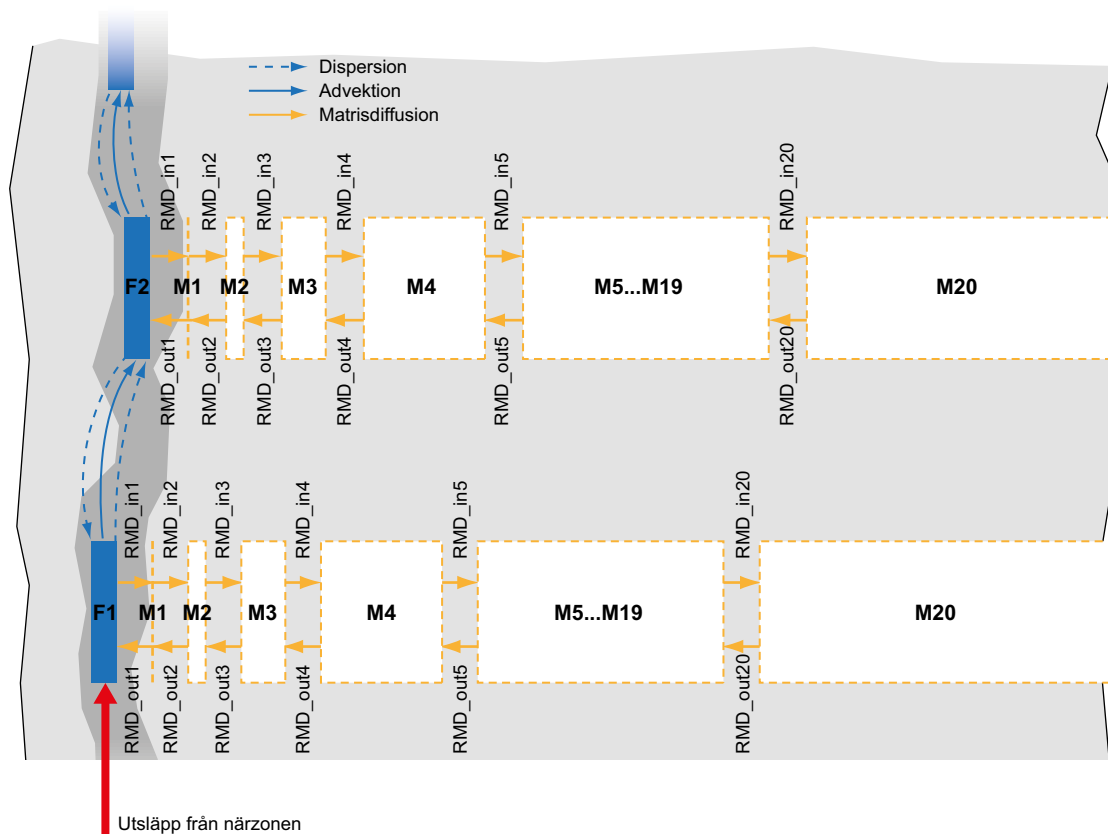 Dispersion
Advektion
Matrisdiffusion
RMD_in1
RMD_in2
RMD_in3
RMD_in4
RMD_in5
RMD_in20
F2
M1
M2
M3
M4
M5...M19
M20
RMD_out1
RMD_out2
RMD_out3
RMD_out4
RMD_out5
RMD_out20
RMD_in1
RMD_in2
RMD_in3
RMD_in4
RMD_in5
RMD_in20
F1
M1
M2
M3
M4
M5...M19
M20
RMD_out1
RMD_out2
RMD_out3
RMD_out4
RMD_out5
RMD_out20
Utsläpp från närzonen